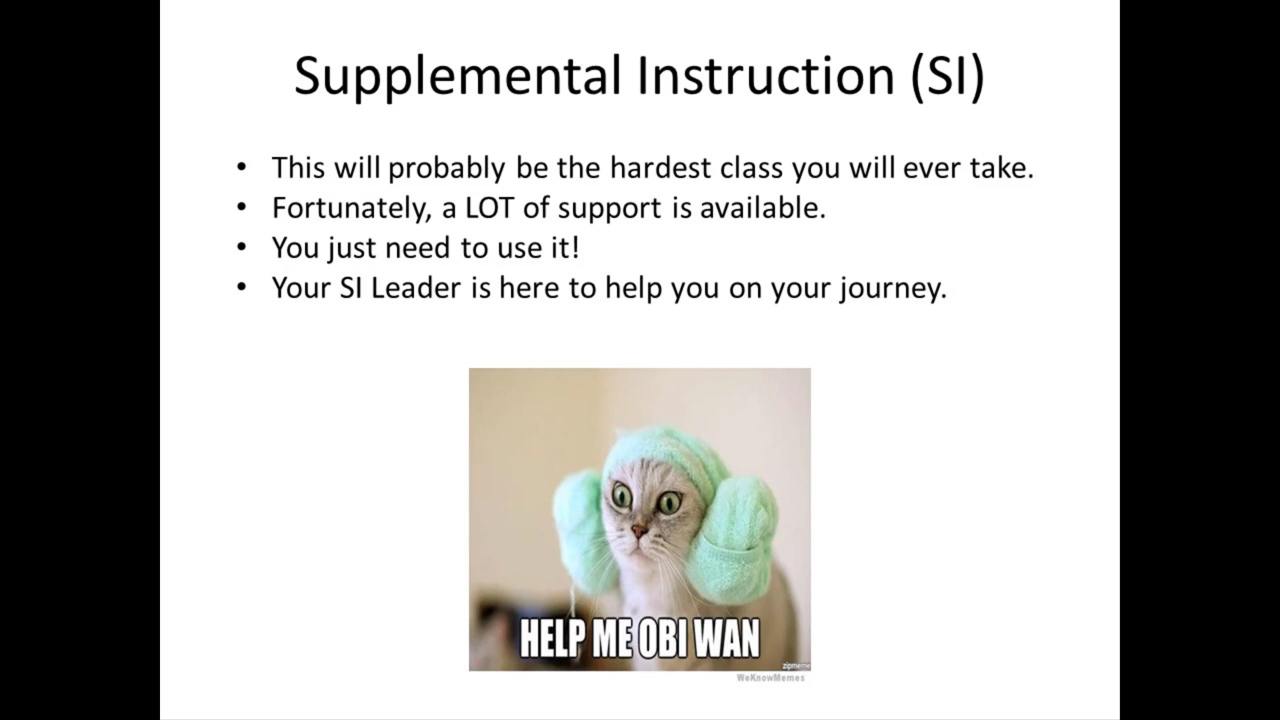 Supplemental Instruction (SI)
• This will probably be the hardest class you will ever take.
• Fortunately, a LOT of support is available.
• You just need to use it!
• Your SI Leader is here to help you on your journey.
HELP ME OBI WAN
zipmeme
WeKnowMemes